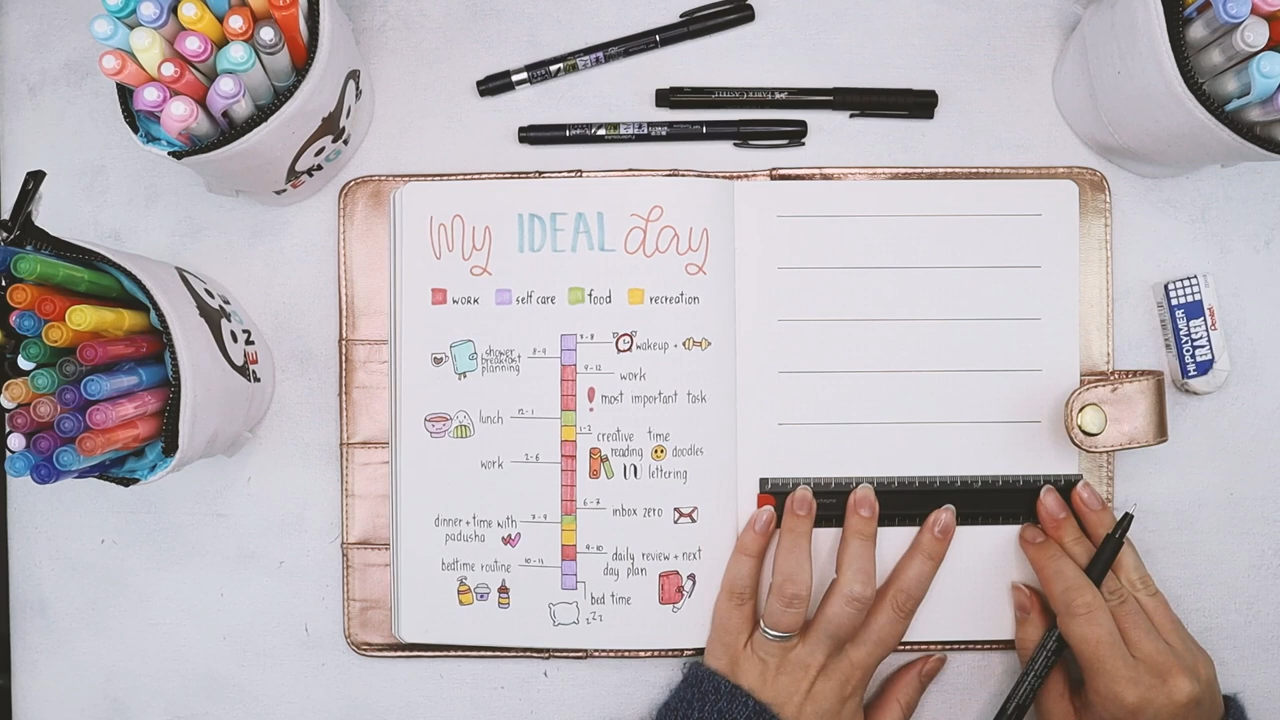 PENGIN
FABER CASTELL
My IDEAL day
WORK self care food recreation
7-8 wakeup +
8-9 shower
breakfast
planning
9-12 work
most important task
lunch 12-1
1-2 creative time
reading doodles
lettering
work 2-6
6-7 inbox zero
dinner + time with 7-9
padusha
9-10 daily review + next
day plan
bedtime routine 10-11
bed time
zzz
HI-POLYMER
ERASER
Pentel